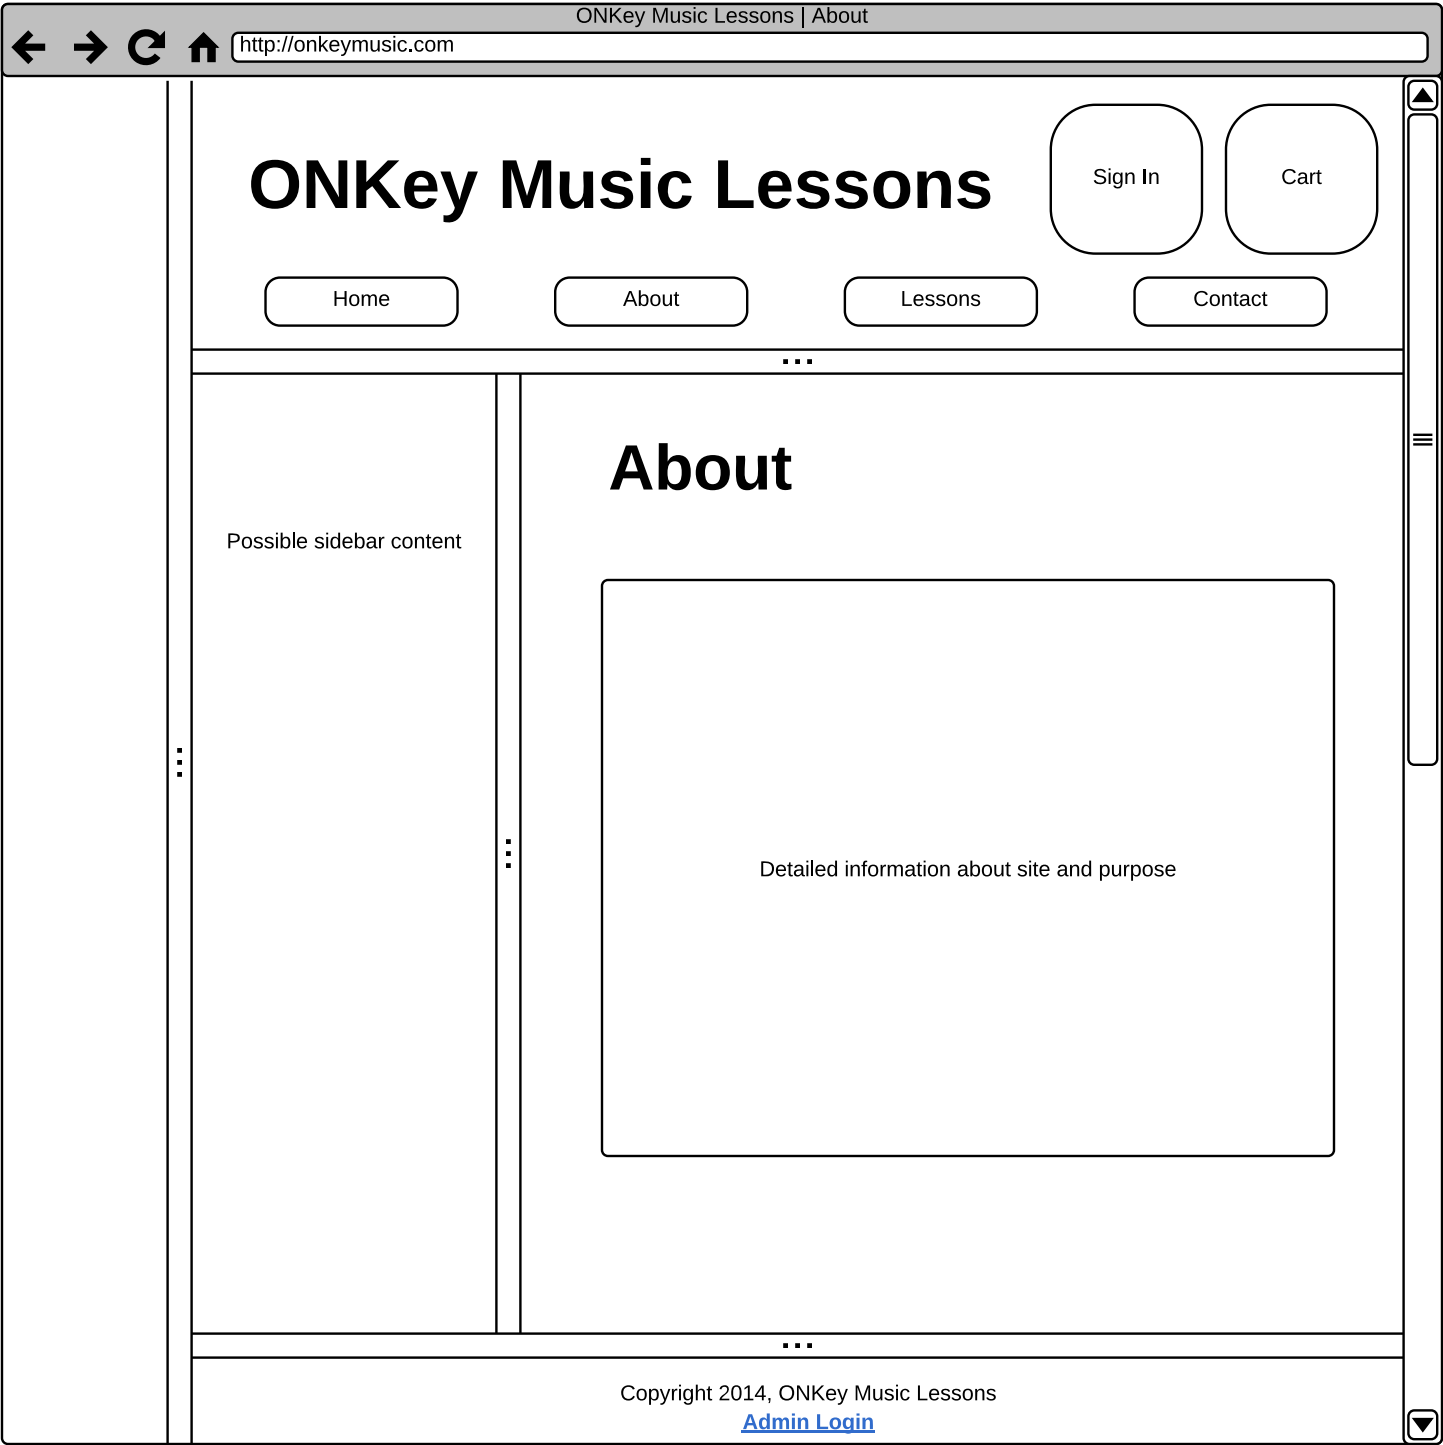 ONKey Music Lessons | About
http://onkeymusic.com
ONKey Music Lessons
Sign In
Cart
Home
About
Lessons
Contact
Possible sidebar content
About
Detailed information about site and purpose
Copyright 2014, ONKey Music Lessons
Admin Login